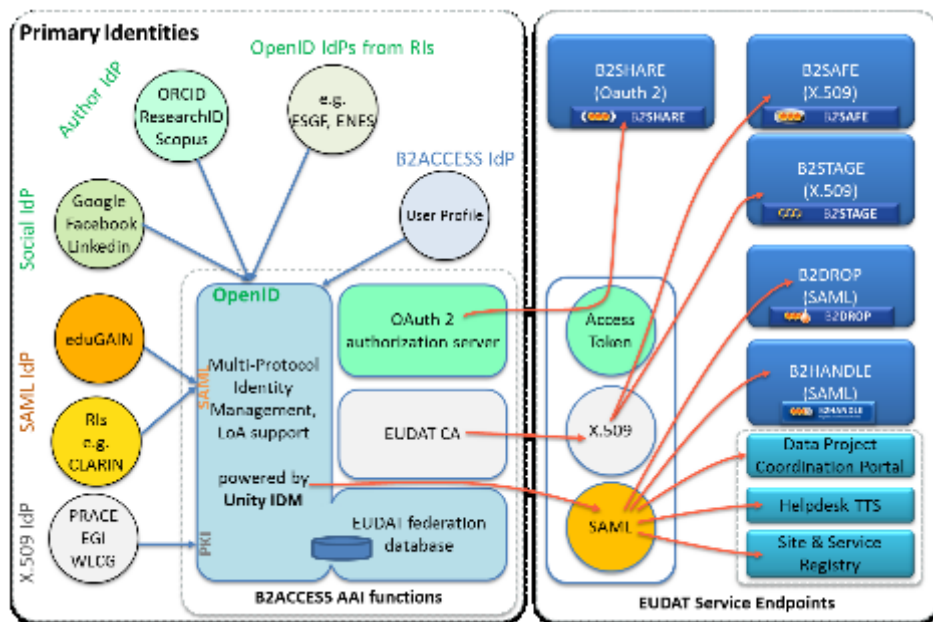 Primary Identities
OpenID IdPs from RIs
Author IdP
ORCID
ResearchID
Scopus
e.g.
ESGF, ENES
B2ACCESS IdP
Social IdP
Google
Facebook
Linkedin
User Profile
OpenID
SAML IdP
eduGAIN
SAML
Multi-Protocol
Identity
Management,
LoA support
RIs
e.g.
CLARIN
powered by
Unity IDM
X.509 IdP
PRACE
EGI
WLCG
PKI
OAuth 2
authorization server
EUDAT CA
EUDAT federation
database
B2ACCESS AAI functions
B2SHARE
(Oauth 2)
B2SHARE
B2SAFE
(X.509)
B2SAFE
B2STAGE
(X.509)
B2STAGE
B2DROP
(SAML)
B2DROP
B2HANDLE
(SAML)
B2HANDLE
Access
Token
X.509
SAML
Data Project
Coordination Portal
Helpdesk TTS
Site & Service
Registry
EUDAT Service Endpoints